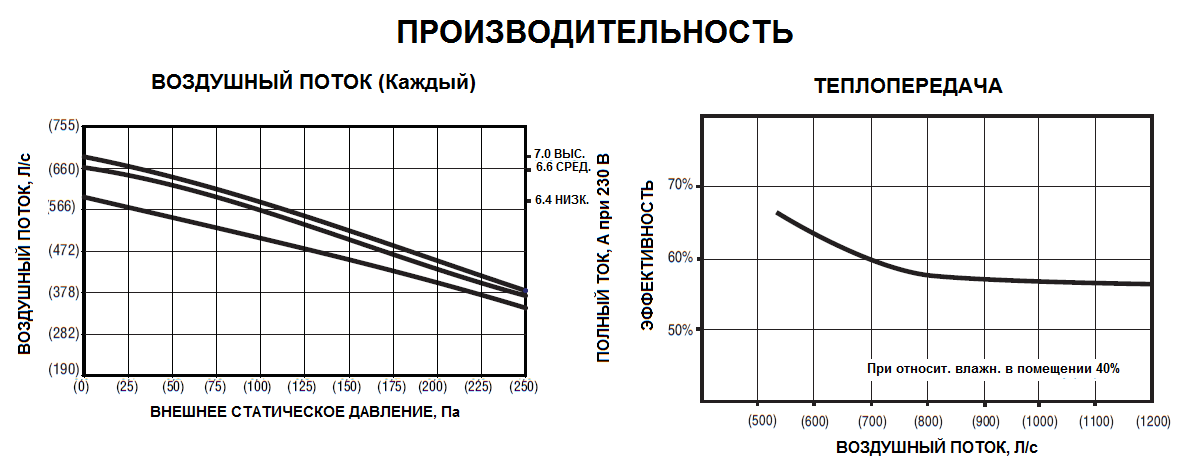 ПРОИЗВОДИТЕЛЬНОСТЬ
ВОЗДУШНЫЙ ПОТОК (Каждый)
ВОЗДУШНЫЙ ПОТОК, Л/с
(755)
(660)
(566)
(472)
(378)
(282)
(190)
(0) (25) (50) (75) (100) (125) (150) (175) (200) (225) (250)
ВНЕШНЕЕ СТАТИЧЕСКОЕ ДАВЛЕНИЕ, Па
7.0 ВЫС.
6.6 СРЕД.
6.4 НИЗК.
ПОЛНЫЙ ТОК, А при 230 В
ТЕПЛОПЕРЕДАЧА
ЭФФЕКТИВНОСТЬ
70%
60%
50%
При относит. влажн. в помещении 40%
(500) (600) (700) (800) (900) (1000) (1100) (1200)
ВОЗДУШНЫЙ ПОТОК, Л/с